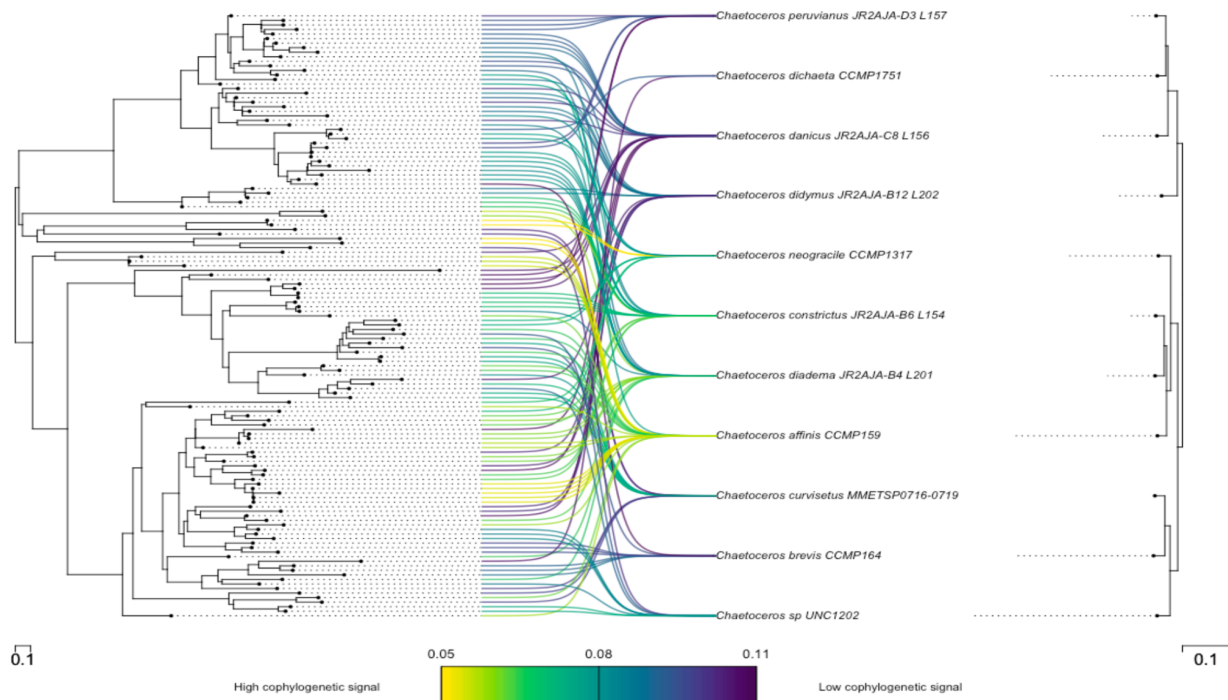 Chaetoceros peruvianus JR2AJA-D3 L157
Chaetoceros dichaeta CCMP1751
Chaetoceros danicus JR2AJA-C8 L156
Chaetoceros didymus JR2AJA-B12 L202
Chaetoceros neogracile CCMP1317
Chaetoceros constrictus JR2AJA-B6 L154
Chaetoceros diadema JR2AJA-B4 L201
Chaetoceros affinis CCMP159
Chaetoceros curvisetus MMETSP0716-0719
Chaetoceros brevis CCMP164
Chaetoceros sp UNC1202
0.1
0.05 0.08 0.11
0.1
High cophylogenetic signal
Low cophylogenetic signal